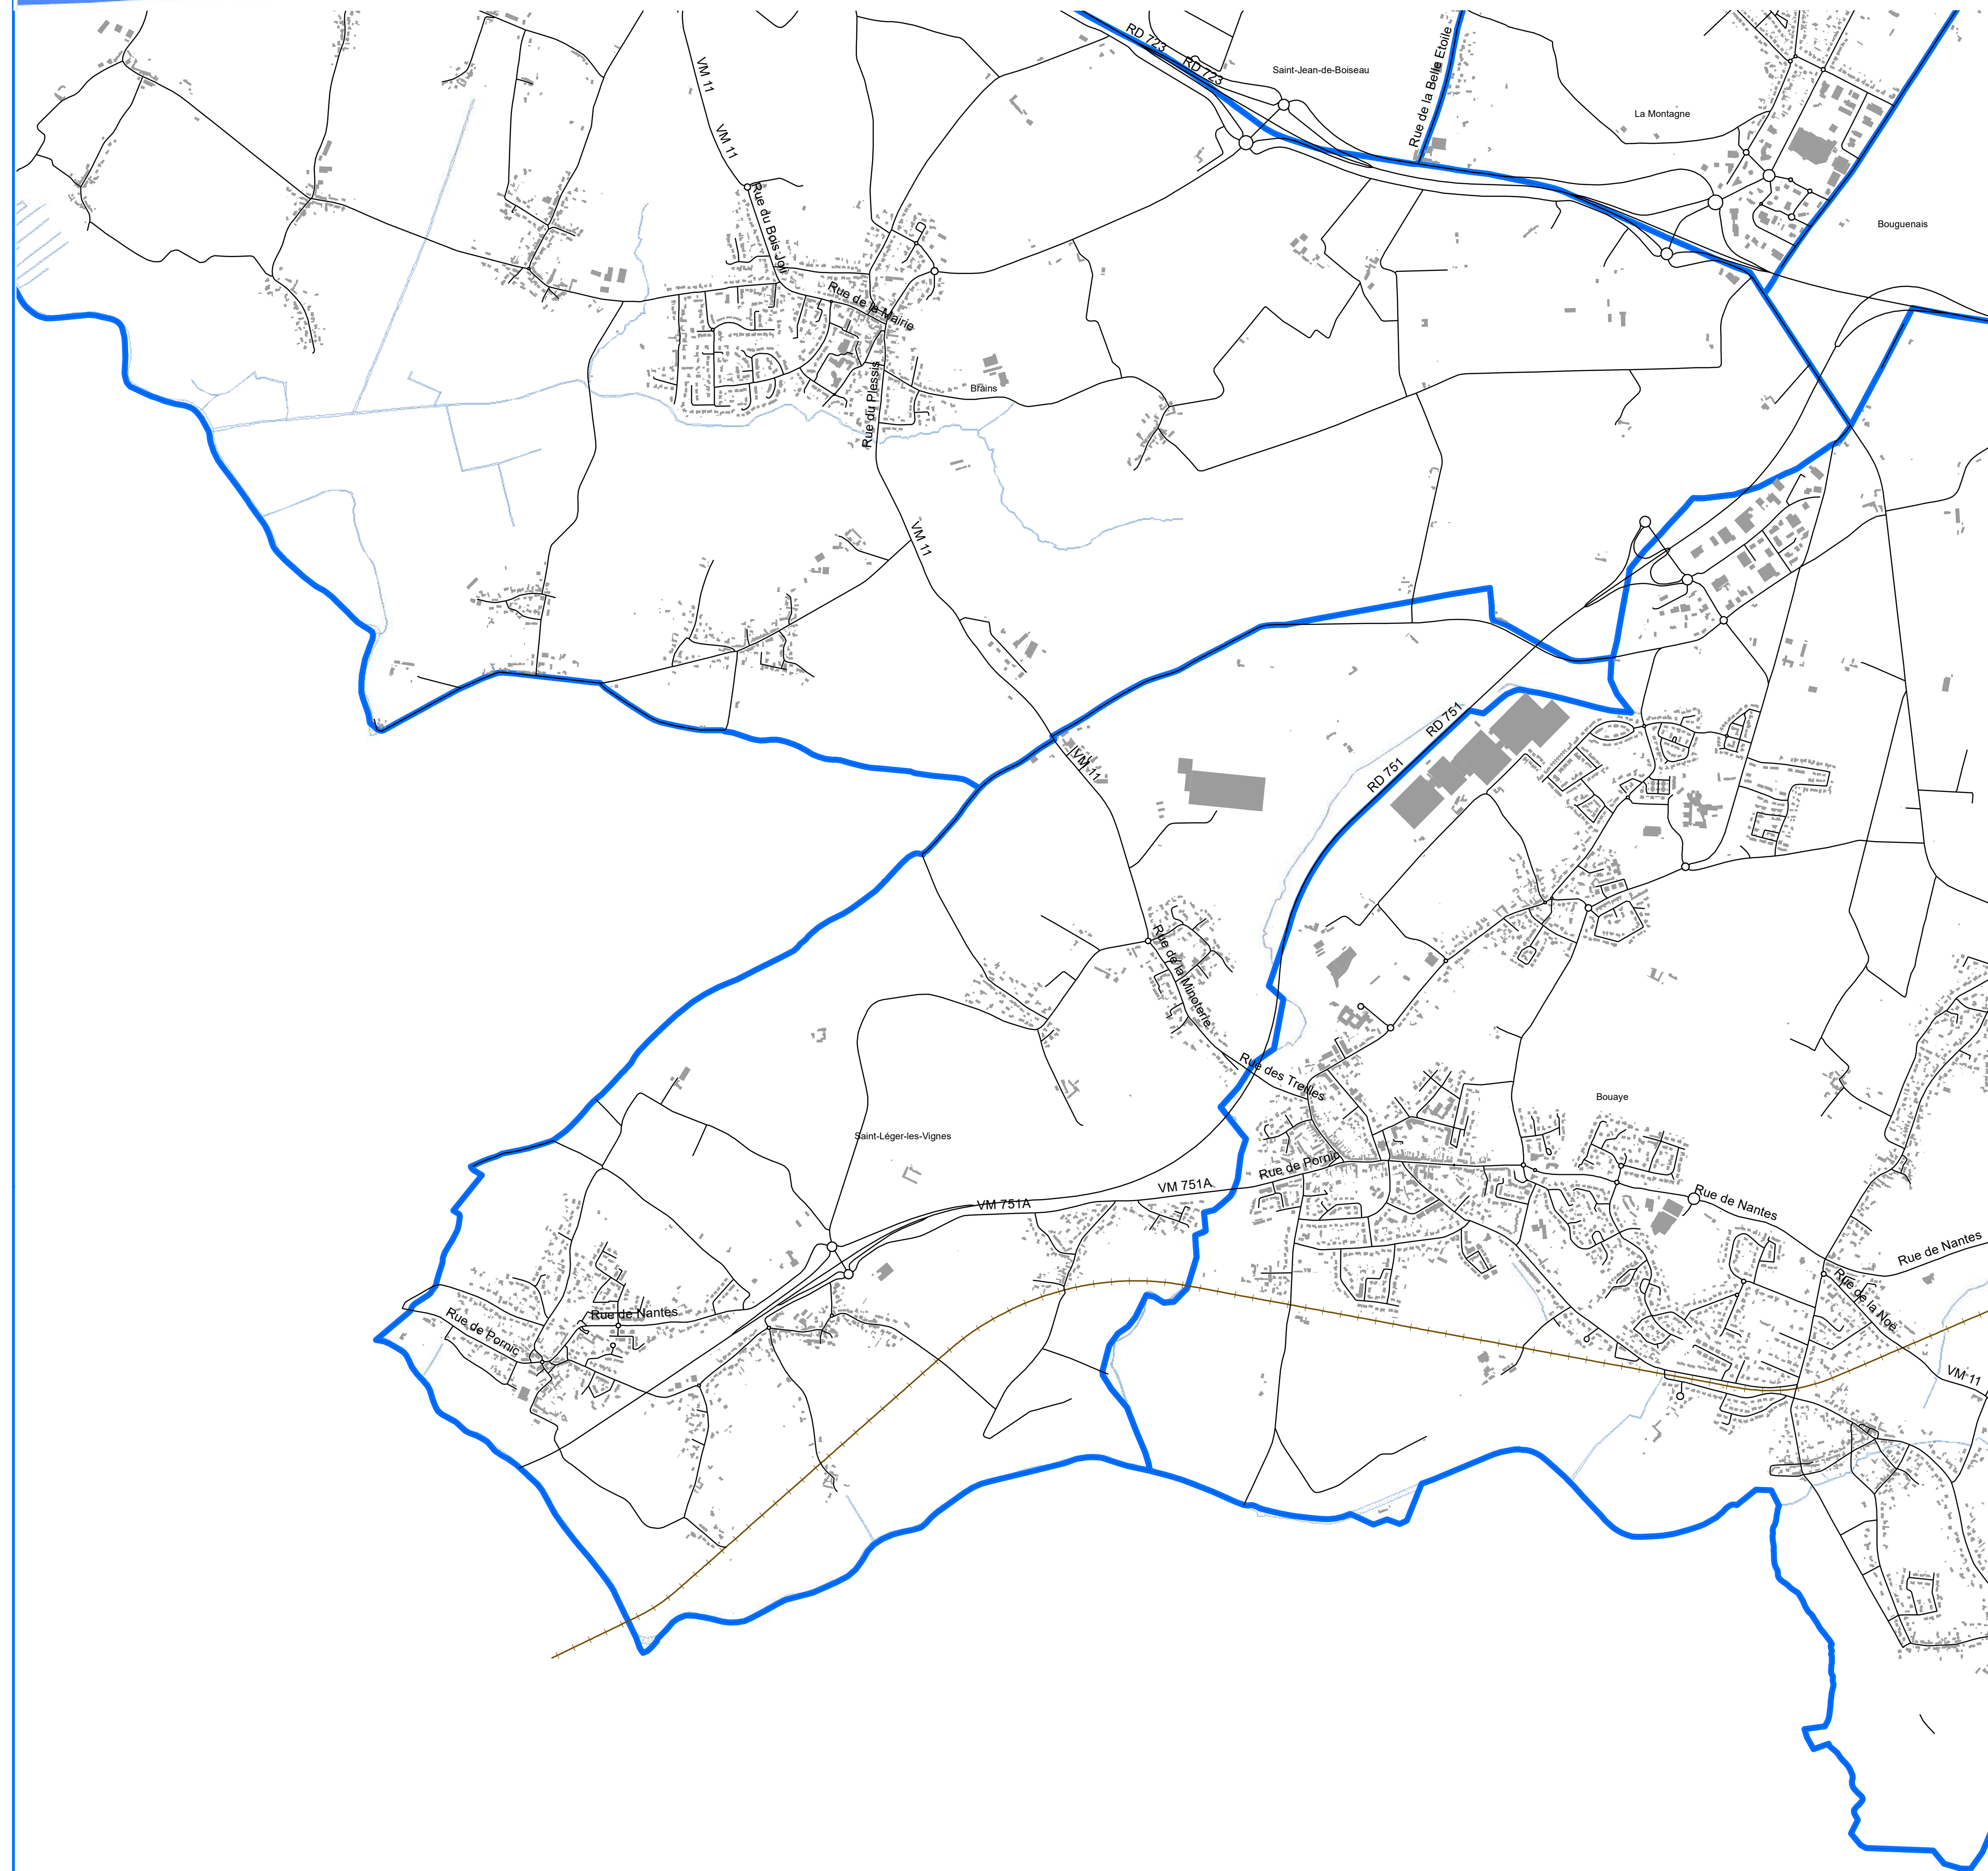 RD 723
RD 723
Saint-Jean-de-Boiseau
Rue de la Belle Etoile
La Montagne
VM 11
VM 11
Bouguenais
Rue du Bois Joli
Rue de la Mairie
Rue du Plessis
Brains
VM 11
RD 751
RD 751
VM 11
Rue de la Minoterie
Rue des Treilles
Bouaye
Saint-Léger-les-Vignes
Rue de Pornic
VM 751A
VM 751A
Rue de Nantes
Rue de Nantes
Rue de la Noë
Rue de Nantes
Rue de Pornic
VM 11